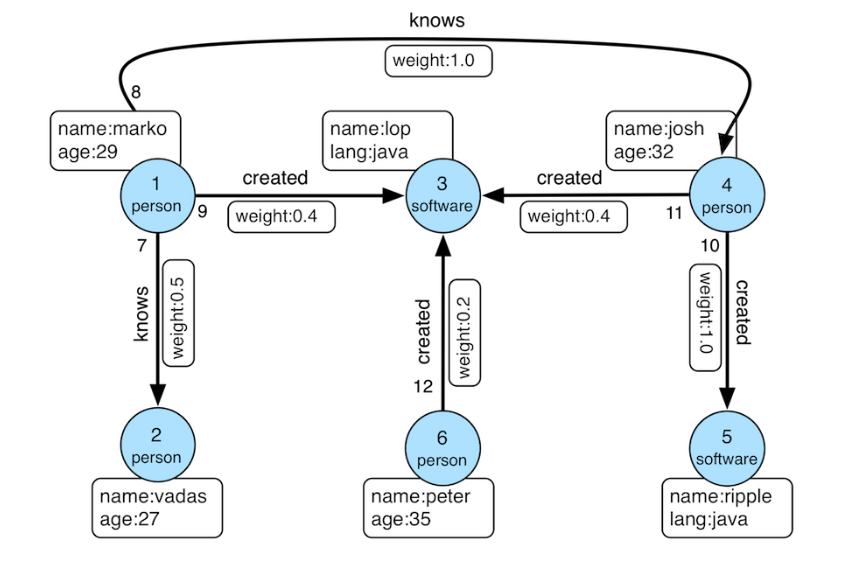 knows
weight:1.0
8
name:marko
age:29
name:lop
lang:java
name:josh
age:32
1
person
created
9
weight:0.4
3
software
created
11
weight:0.4
4
person
7
knows
weight:0.5
12
created
weight:0.2
10
weight:1.0
created
2
person
name:vadas
age:27
6
person
name:peter
age:35
5
software
name:ripple
lang:java